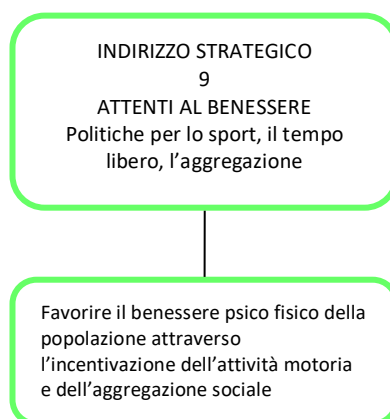 INDIRIZZO STRATEGICO
9
ATTENTI AL BENESSERE
Politiche per lo sport, il tempo
libero, l’aggregazione
Favorire il benessere psico fisico della
popolazione attraverso
l’incentivazione dell’attività motoria
e dell’aggregazione sociale